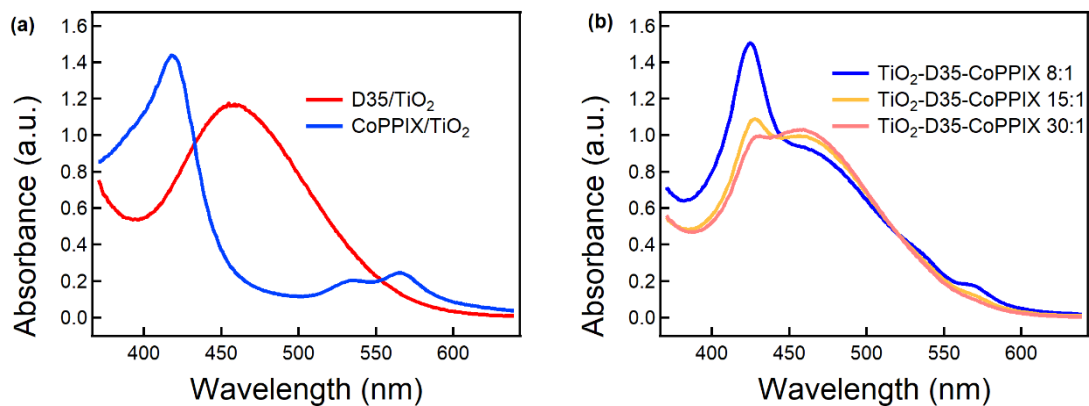 (a)
1.6
1.4
1.2
1.0
0.8
0.6
0.4
0.2
0.0
Absorbance (a.u.)
D35/TiO₂
CoPPIX/TiO₂
400
450
500
550
600
Wavelength (nm)
(b)
1.6
1.4
1.2
1.0
0.8
0.6
0.4
0.2
0.0
Absorbance (a.u.)
TiO₂-D35-CoPPIX 8:1
TiO₂-D35-CoPPIX 15:1
TiO₂-D35-CoPPIX 30:1
400
450
500
550
600
Wavelength (nm)